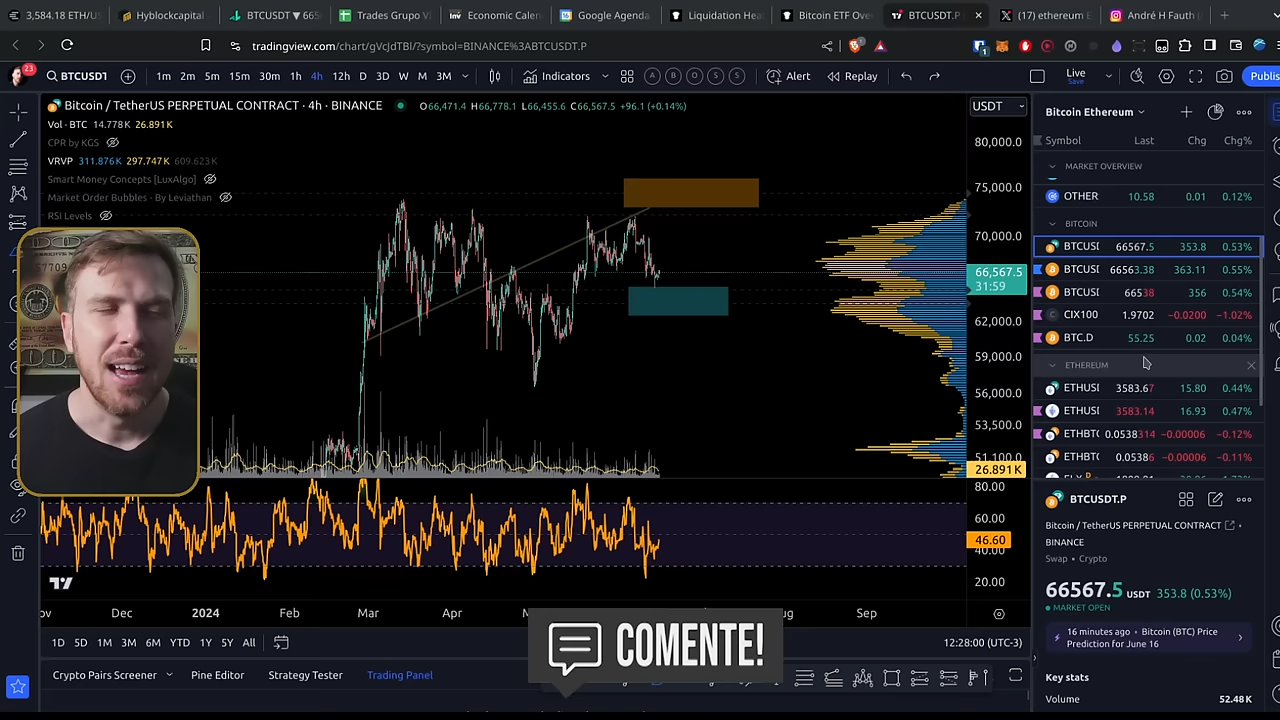 3,584.18 ETH/US
Hyblockcapital
BTCUSDT ▼ 665
Trades Grupo V
Economic Calen
Google Agenda
Liquidation Hea
Bitcoin ETF Ove
BTCUSDT.P
(17) ethereum E
André H Fauth (
tradingview.com/chart/gVcJdTBI/?symbol=BINANCE%3ABTCUSDT.P
23
BTCUSDT
1m 2m 5m 15m 30m 1h 4h 12h D 3D W M 3M
Indicators
A B O S S
Alert
Replay
Live
Save
Publis
Bitcoin / TetherUS PERPETUAL CONTRACT · 4h · BINANCE
O66,471.4 H66,778.1 L66,455.6 C66,567.5 +96.1 (+0.14%)
USDT
Vol · BTC 14.778K 26.891K
CPR by KGS
VRVP 311.876K 297.747K 609.623K
Smart Money Concepts [LuxAlgo]
Market Order Bubbles - By Leviathan
RSI Levels
80,000.0
75,000.0
70,000.0
66,567.5
31:59
62,000.0
59,000.0
56,000.0
53,500.0
51,100.0
26.891K
80.00
60.00
46.60
40.00
20.00
Dec 2024 Feb Mar Apr
Sep
1D 5D 1M 3M 6M YTD 1Y 5Y All
12:28:00 (UTC-3)
Crypto Pairs Screener
Pine Editor
Strategy Tester
Trading Panel
COMENTE!
Bitcoin Ethereum
Symbol Last Chg Chg%
MARKET OVERVIEW
OTHER 10.58 0.01 0.12%
BITCOIN
BTCUSI 66567.5 353.8 0.53%
BTCUSI 66563.38 363.11 0.55%
BTCUSI 66538 356 0.54%
CIX100 1.9702 −0.0200 −1.02%
BTC.D 55.25 0.02 0.04%
ETHEREUM
ETHUSI 3583.67 15.80 0.44%
ETHUSI 3583.14 16.93 0.47%
ETHBTC 0.0538314 −0.00006 −0.12%
ETHBTC 0.05386 −0.00006 −0.11%
BTCUSDT.P
Bitcoin / TetherUS PERPETUAL CONTRACT
BINANCE
Swap • Crypto
66567.5 USDT 353.8 (0.53%)
MARKET OPEN
16 minutes ago • Bitcoin (BTC) Price
Prediction for June 16
Key stats
Volume 52.48K